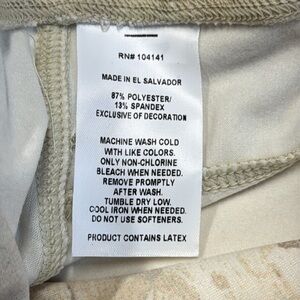 RN# 104141
MADE IN EL SALVADOR
87% POLYESTER/
13% SPANDEX
EXCLUSIVE OF DECORATION
MACHINE WASH COLD
WITH LIKE COLORS.
ONLY NON-CHLORINE
BLEACH WHEN NEEDED.
REMOVE PROMPTLY
AFTER WASH.
TUMBLE DRY LOW.
COOL IRON WHEN NEEDED.
DO NOT USE SOFTENERS.
PRODUCT CONTAINS LATEX